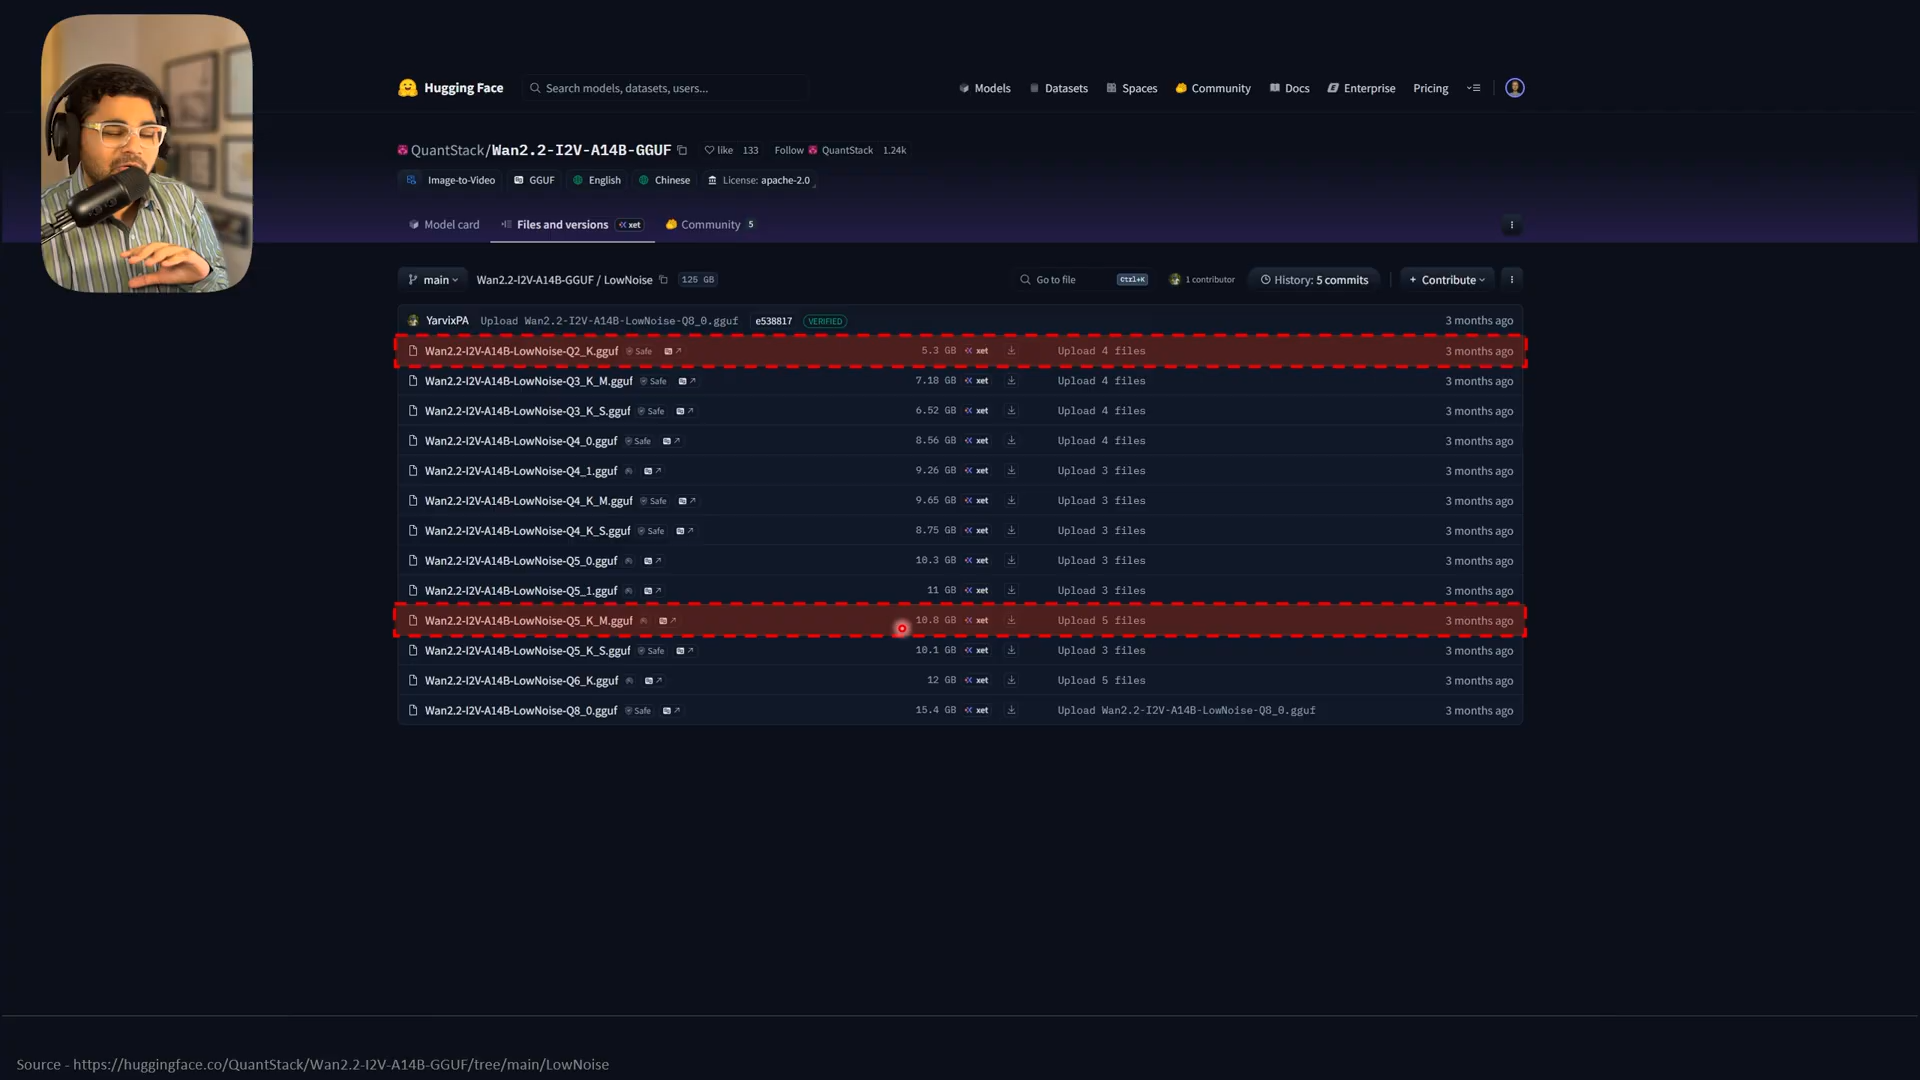 Hugging Face Search models, datasets, users... Models Datasets Spaces Community Docs Enterprise Pricing
QuantStack/Wan2.2-I2V-A14B-GGUF like 133 Follow QuantStack 1.24k
Image-to-Video GGUF English Chinese License: apache-2.0
Model card Files and versions xet Community 5
main Wan2.2-I2V-A14B-GGUF / LowNoise 125 GB Go to file Ctrl+K 1 contributor History: 5 commits + Contribute
YarvixPA Upload Wan2.2-I2V-A14B-LowNoise-Q8_0.gguf e538817 VERIFIED 3 months ago
Wan2.2-I2V-A14B-LowNoise-Q2_K.gguf Safe 5.3 GB xet Upload 4 files 3 months ago
Wan2.2-I2V-A14B-LowNoise-Q3_K_M.gguf Safe 7.18 GB xet Upload 4 files 3 months ago
Wan2.2-I2V-A14B-LowNoise-Q3_K_S.gguf Safe 6.52 GB xet Upload 4 files 3 months ago
Wan2.2-I2V-A14B-LowNoise-Q4_0.gguf Safe 8.56 GB xet Upload 4 files 3 months ago
Wan2.2-I2V-A14B-LowNoise-Q4_1.gguf 9.26 GB xet Upload 3 files 3 months ago
Wan2.2-I2V-A14B-LowNoise-Q4_K_M.gguf Safe 9.65 GB xet Upload 3 files 3 months ago
Wan2.2-I2V-A14B-LowNoise-Q4_K_S.gguf Safe 8.75 GB xet Upload 3 files 3 months ago
Wan2.2-I2V-A14B-LowNoise-Q5_0.gguf 10.3 GB xet Upload 3 files 3 months ago
Wan2.2-I2V-A14B-LowNoise-Q5_1.gguf 11 GB xet Upload 3 files 3 months ago
Wan2.2-I2V-A14B-LowNoise-Q5_K_M.gguf 10.8 GB xet Upload 5 files 3 months ago
Wan2.2-I2V-A14B-LowNoise-Q5_K_S.gguf Safe 10.1 GB xet Upload 3 files 3 months ago
Wan2.2-I2V-A14B-LowNoise-Q6_K.gguf 12 GB xet Upload 5 files 3 months ago
Wan2.2-I2V-A14B-LowNoise-Q8_0.gguf Safe 15.4 GB xet Upload Wan2.2-I2V-A14B-LowNoise-Q8_0.gguf 3 months ago
Source - https://huggingface.co/QuantStack/Wan2.2-I2V-A14B-GGUF/tree/main/LowNoise